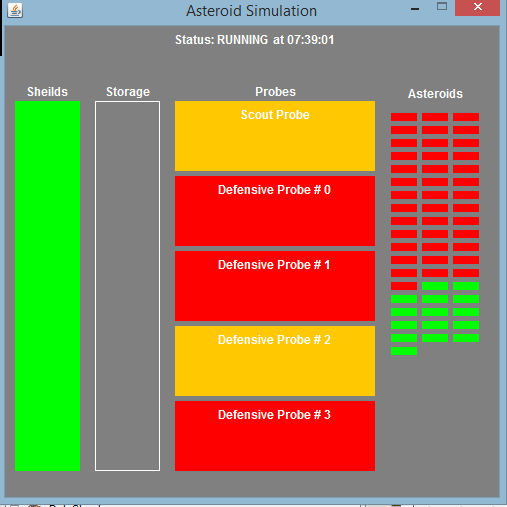 Asteroid Simulation
Status: RUNNING at 07:39:01
Sheilds
Storage
Probes
Asteroids
Scout Probe
Defensive Probe # 0
Defensive Probe # 1
Defensive Probe # 2
Defensive Probe # 3